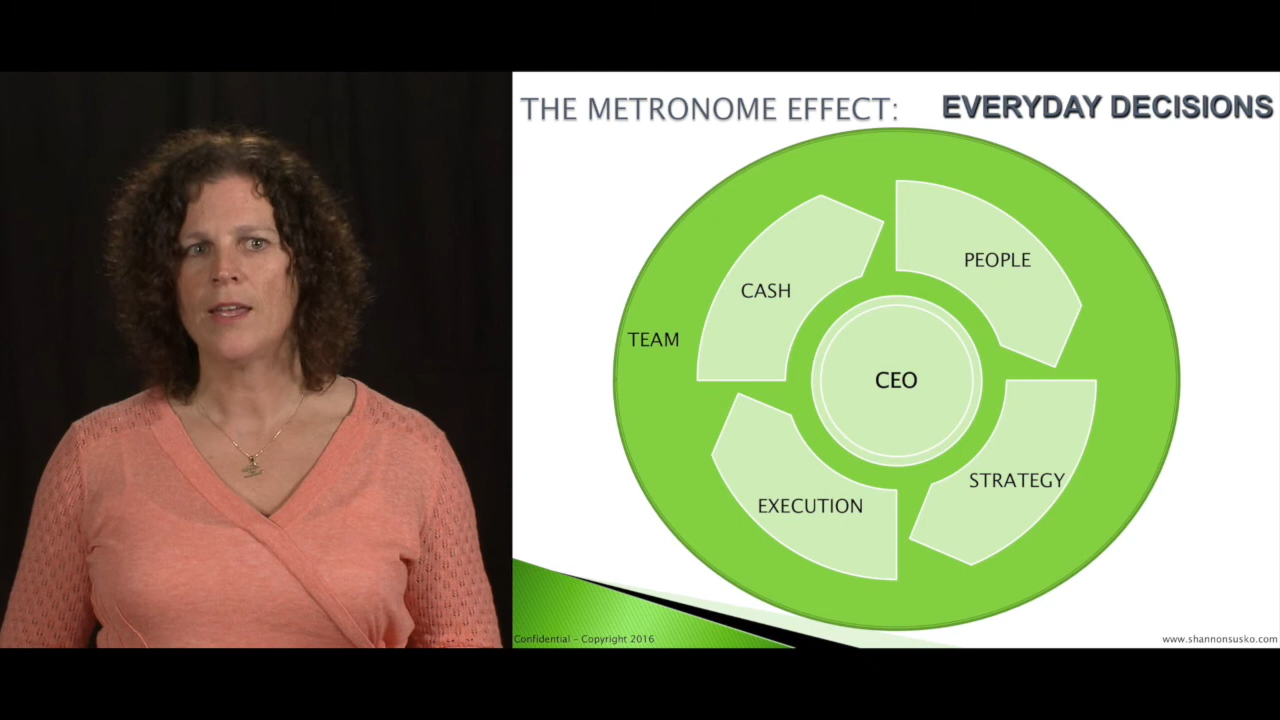 THE METRONOME EFFECT:
EVERYDAY DECISIONS
PEOPLE
CASH
TEAM
CEO
STRATEGY
EXECUTION
Confidential - Copyright 2016
www.shannonsusko.com